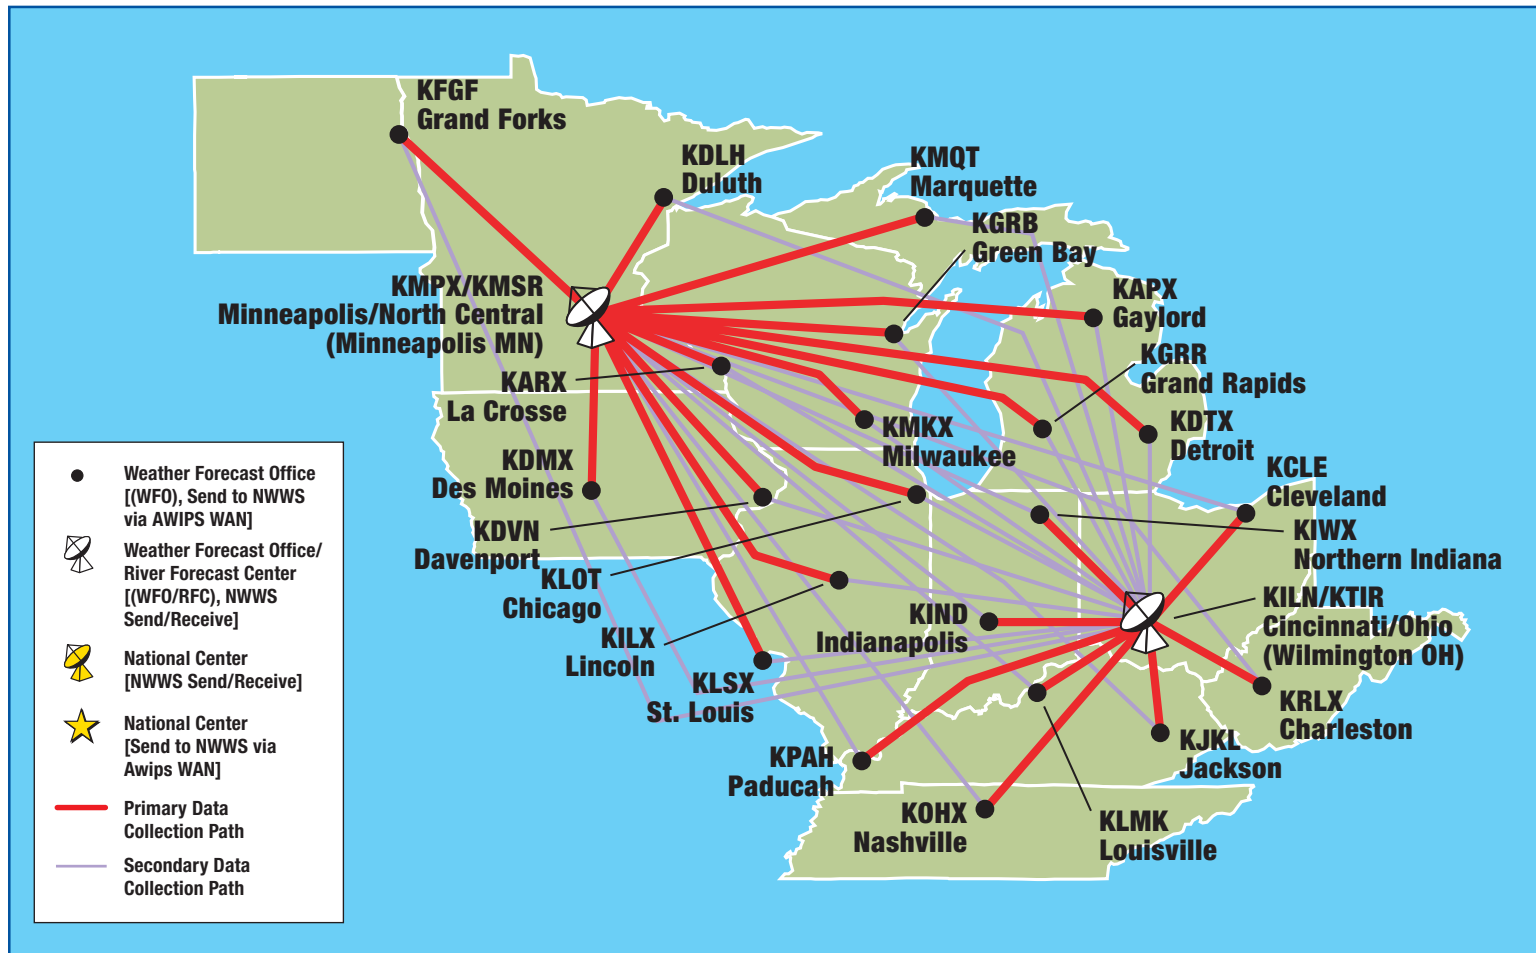 KFGF
Grand Forks
KDLH
Duluth
KMQT
Marquette
KGRB
Green Bay
KMPX/KMSR
Minneapolis/North Central
(Minneapolis MN)
KAPX
Gaylord
KGRR
Grand Rapids
KARX
La Crosse
KMKX
Milwaukee
KDTX
Detroit
KDMX
Des Moines
KCLE
Cleveland
KDVN
Davenport
KIWX
Northern Indiana
KLOT
Chicago
KILN/KTIR
Cincinnati/Ohio
(Wilmington OH)
KIND
Indianapolis
KILX
Lincoln
KLSX
St. Louis
KRLX
Charleston
KJKL
Jackson
KPAH
Paducah
KOHX
Nashville
KLMK
Louisville
Weather Forecast Office
[(WFO), Send to NWWS
via AWIPS WAN]
Weather Forecast Office/
River Forecast Center
[(WFO/RFC), NWWS
Send/Receive]
National Center
[NWWS Send/Receive]
National Center
[Send to NWWS via
Awips WAN]
Primary Data
Collection Path
Secondary Data
Collection Path